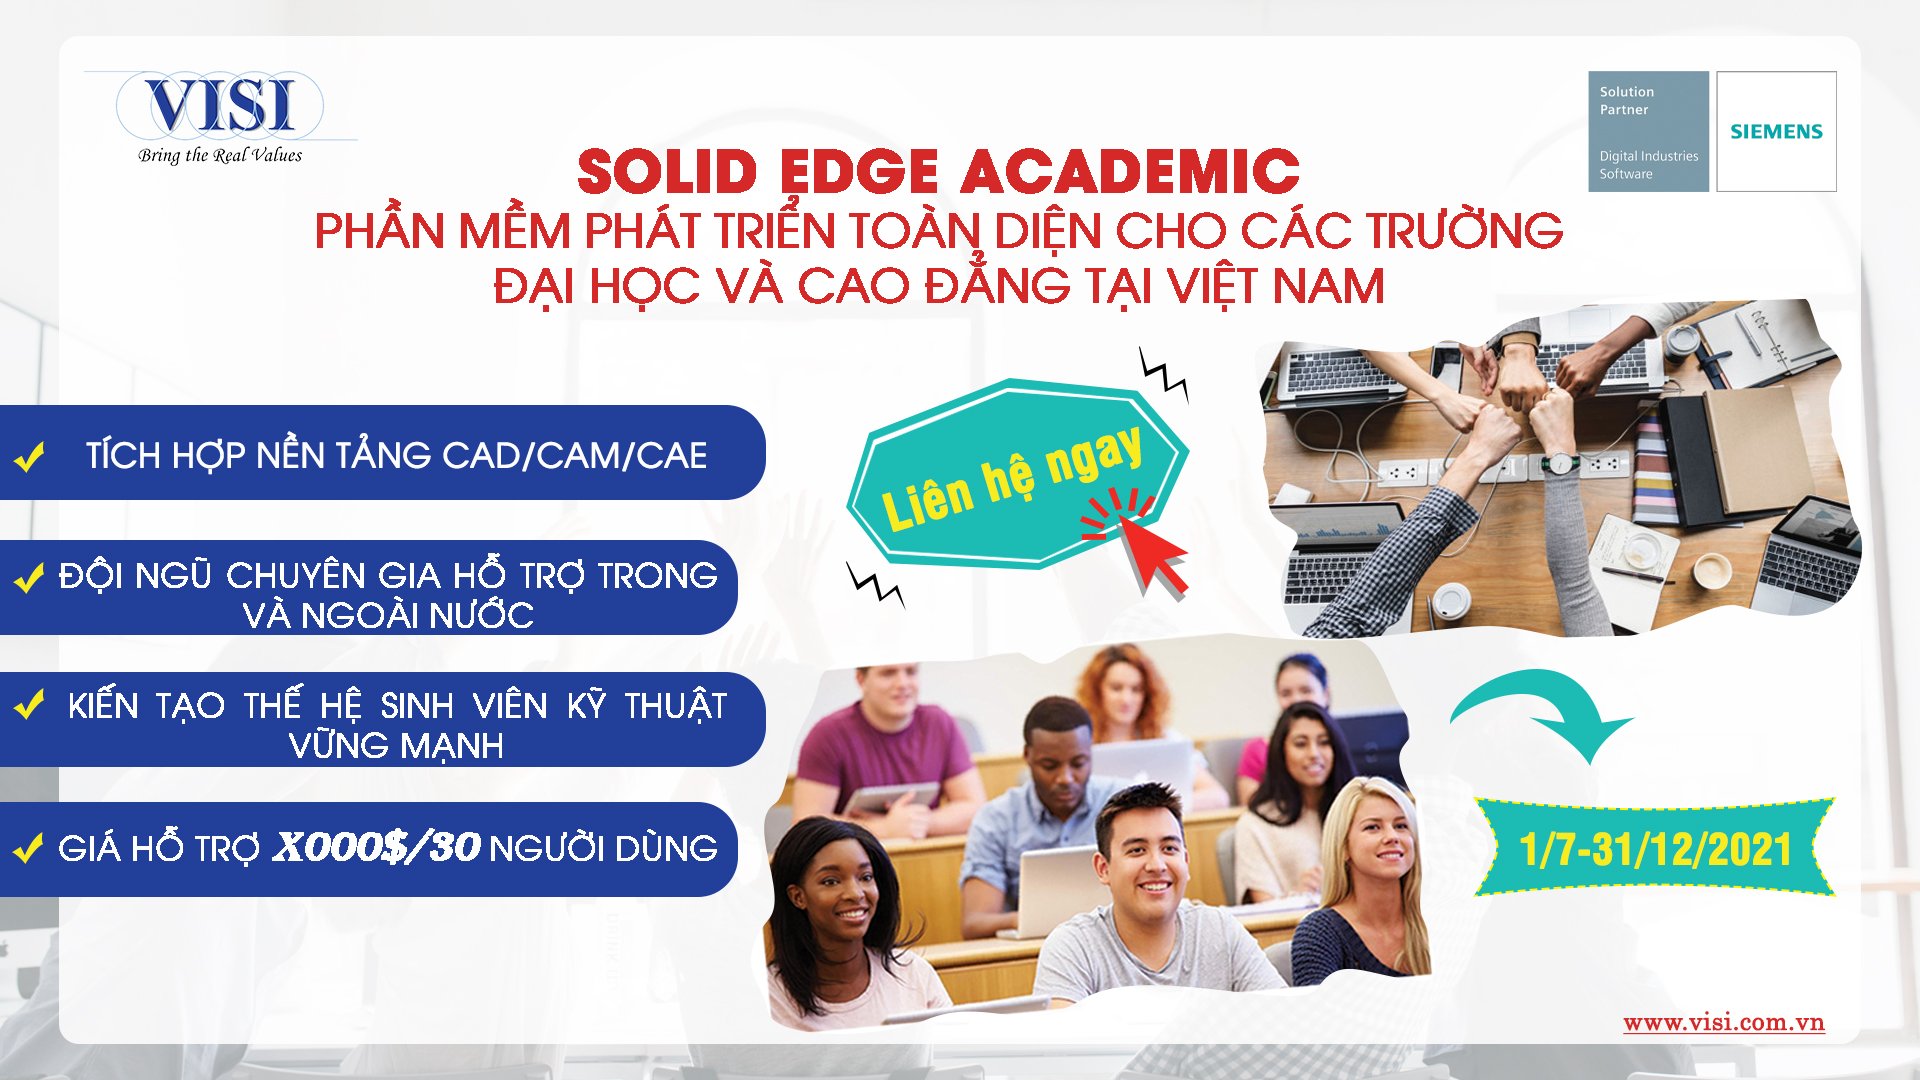 VISI
Bring the Real Values
Solution
Partner
Digital Industries
Software
SIEMENS
SOLID EDGE ACADEMIC
PHẦN MỀM PHÁT TRIỂN TOÀN DIỆN CHO CÁC TRƯỜNG
ĐẠI HỌC VÀ CAO ĐẲNG TẠI VIỆT NAM
TÍCH HỢP NỀN TẢNG CAD/CAM/CAE
ĐỘI NGŨ CHUYÊN GIA HỖ TRỢ TRONG
VÀ NGOÀI NƯỚC
KIẾN TẠO THẾ HỆ SINH VIÊN KỸ THUẬT
VỮNG MẠNH
GIÁ HỖ TRỢ X000$/30 NGƯỜI DÙNG
Liên hệ ngay
1/7-31/12/2021
www.visi.com.vn